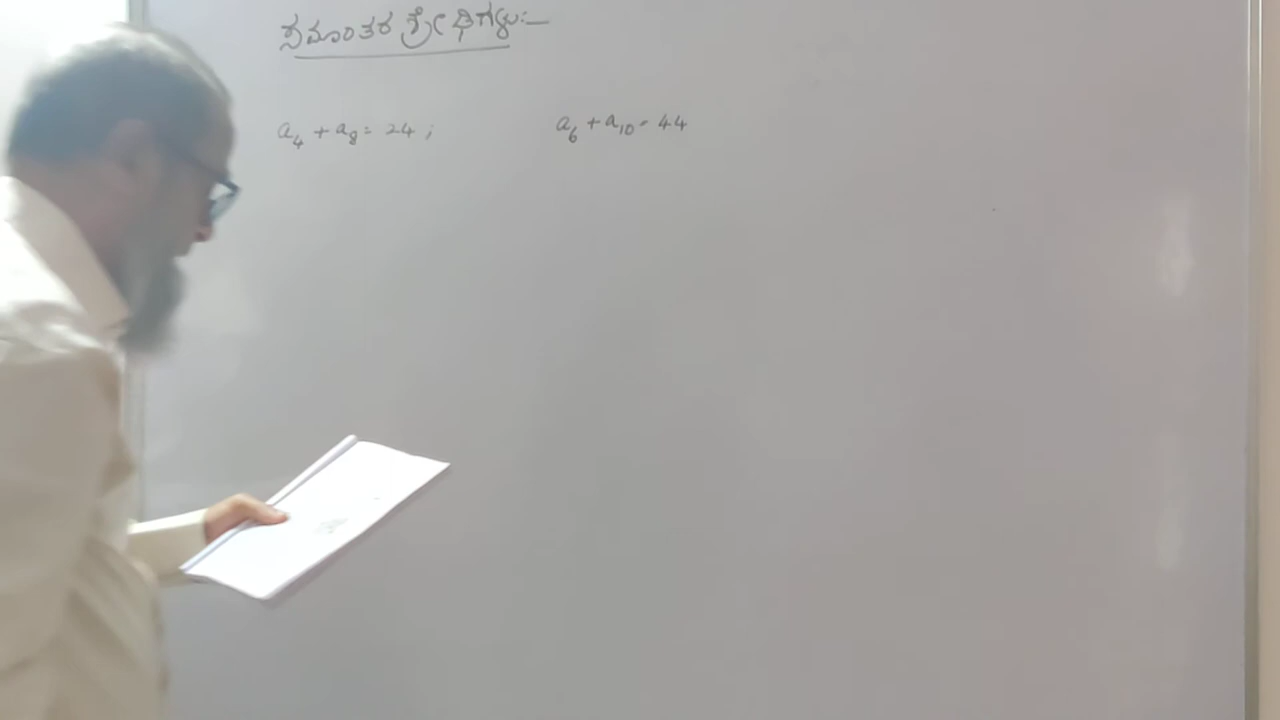 ಸಮಾಂತರ ಶ್ರೇಢಿಗಳು:—
a₄ + a₈ = 24 ; a₆ + a₁₀ = 44